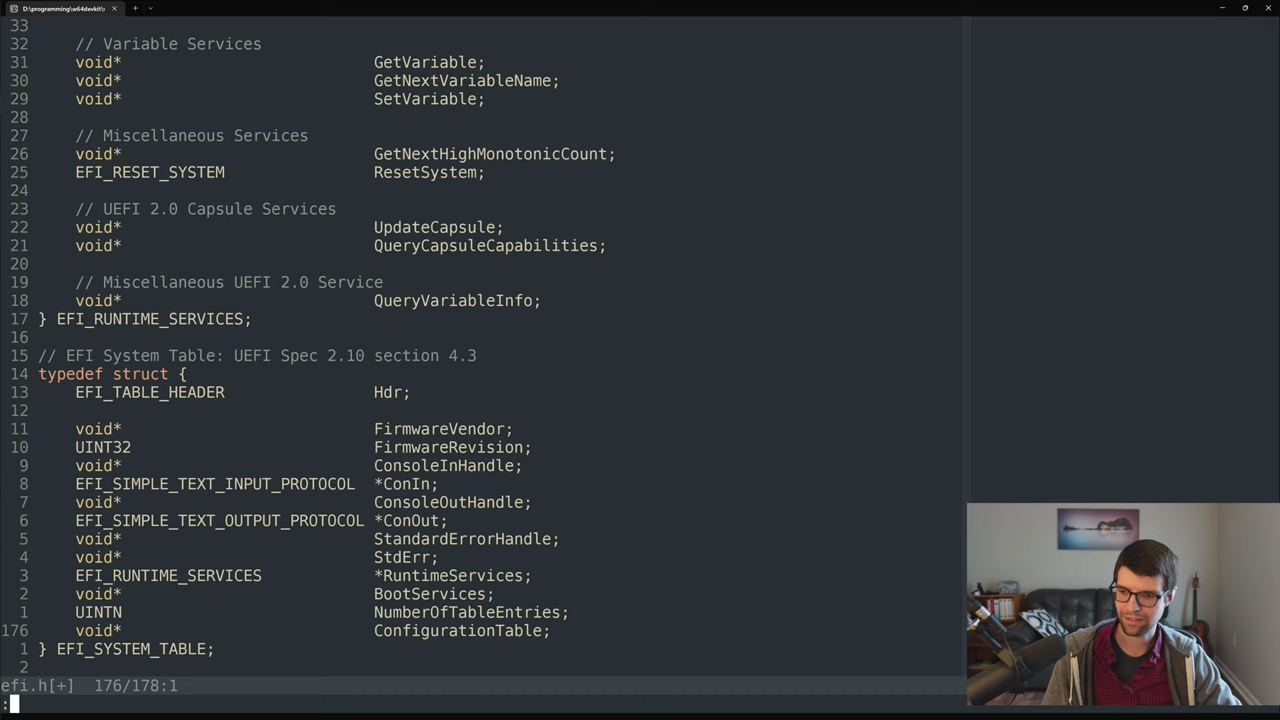 D:\programming\w64devkit\
33
32 // Variable Services
31 void* GetVariable;
30 void* GetNextVariableName;
29 void* SetVariable;
28
27 // Miscellaneous Services
26 void* GetNextHighMonotonicCount;
25 EFI_RESET_SYSTEM ResetSystem;
24
23 // UEFI 2.0 Capsule Services
22 void* UpdateCapsule;
21 void* QueryCapsuleCapabilities;
20
19 // Miscellaneous UEFI 2.0 Service
18 void* QueryVariableInfo;
17 } EFI_RUNTIME_SERVICES;
16
15 // EFI System Table: UEFI Spec 2.10 section 4.3
14 typedef struct {
13 EFI_TABLE_HEADER Hdr;
12
11 void* FirmwareVendor;
10 UINT32 FirmwareRevision;
9 void* ConsoleInHandle;
8 EFI_SIMPLE_TEXT_INPUT_PROTOCOL *ConIn;
7 void* ConsoleOutHandle;
6 EFI_SIMPLE_TEXT_OUTPUT_PROTOCOL *ConOut;
5 void* StandardErrorHandle;
4 void* StdErr;
3 EFI_RUNTIME_SERVICES *RuntimeServices;
2 void* BootServices;
1 UINTN NumberOfTableEntries;
176 void* ConfigurationTable;
1 } EFI_SYSTEM_TABLE;
2
efi.h[+] 176/178:1
: